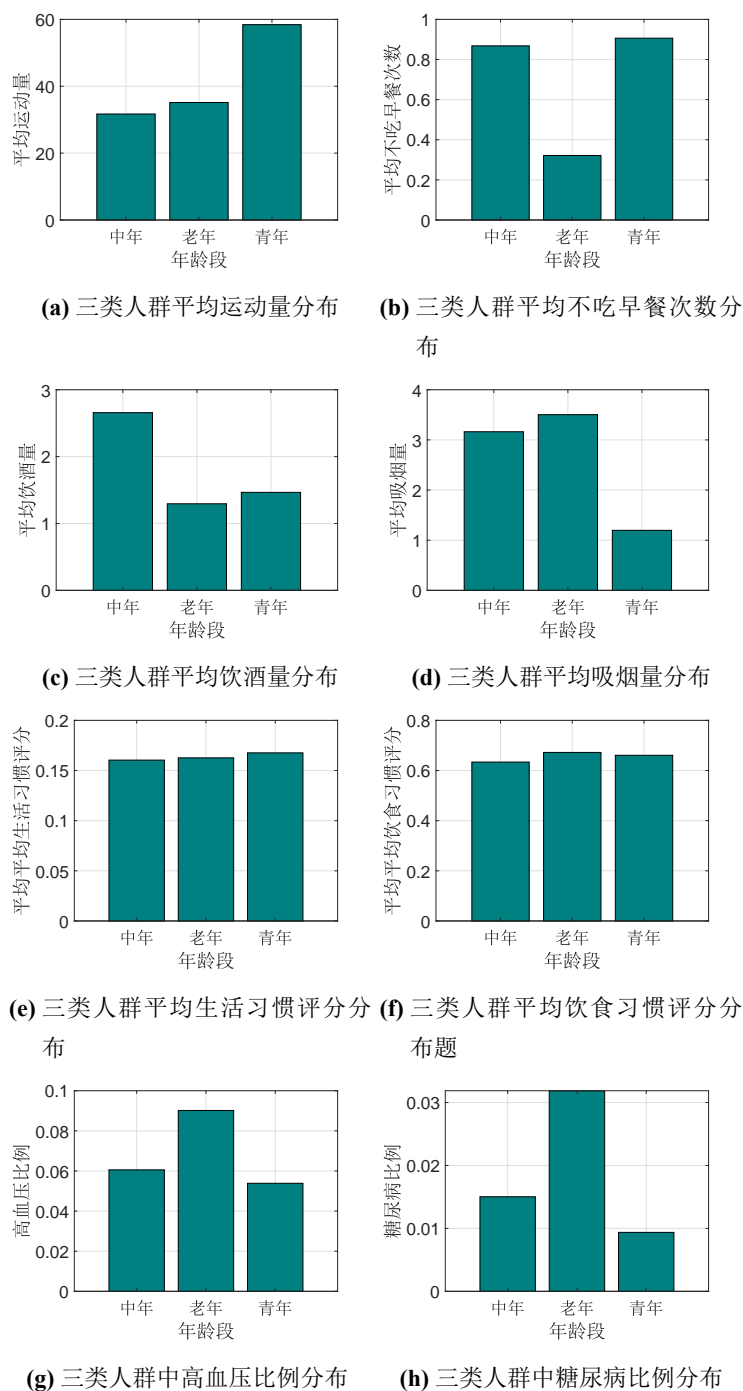 60
40
20
0
平均运动量
中年 老年 青年
年龄段
(a) 三类人群平均运动量分布
1
0.8
0.6
0.4
0.2
0
平均不吃早餐次数
中年 老年 青年
年龄段
(b) 三类人群平均不吃早餐次数分
布
3
2
1
0
平均饮酒量
中年 老年 青年
年龄段
(c) 三类人群平均饮酒量分布
4
3
2
1
0
平均吸烟量
中年 老年 青年
年龄段
(d) 三类人群平均吸烟量分布
0.2
0.15
0.1
0.05
0
平均平均生活习惯评分
中年 老年 青年
年龄段
(e) 三类人群平均生活习惯评分分
布
0.8
0.6
0.4
0.2
0
平均平均饮食习惯评分
中年 老年 青年
年龄段
(f) 三类人群平均饮食习惯评分分
布题
0.1
0.08
0.06
0.04
0.02
0
高血压比例
中年 老年 青年
年龄段
(g) 三类人群中高血压比例分布
0.03
0.02
0.01
0
糖尿病比例
中年 老年 青年
年龄段
(h) 三类人群中糖尿病比例分布